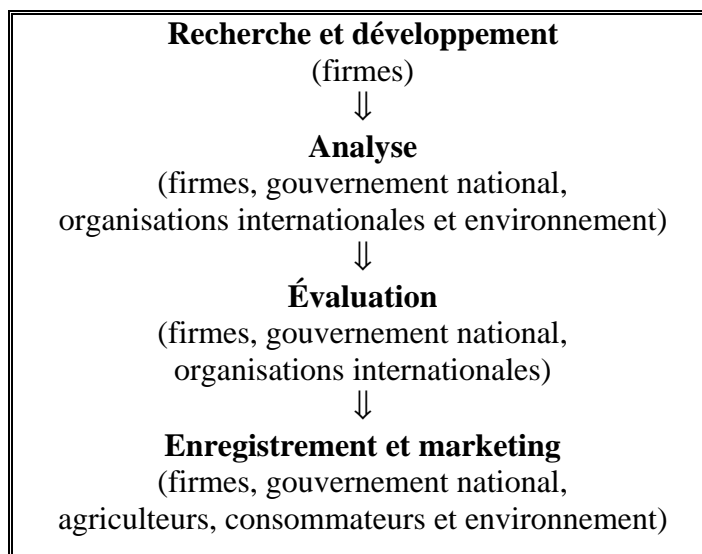 Recherche et développement
(firmes)
⇓
Analyse
(firmes, gouvernement national,
organisations internationales et environnement)
⇓
Évaluation
(firmes, gouvernement national,
organisations internationales)
⇓
Enregistrement et marketing
(firmes, gouvernement national,
agriculteurs, consommateurs et environnement)